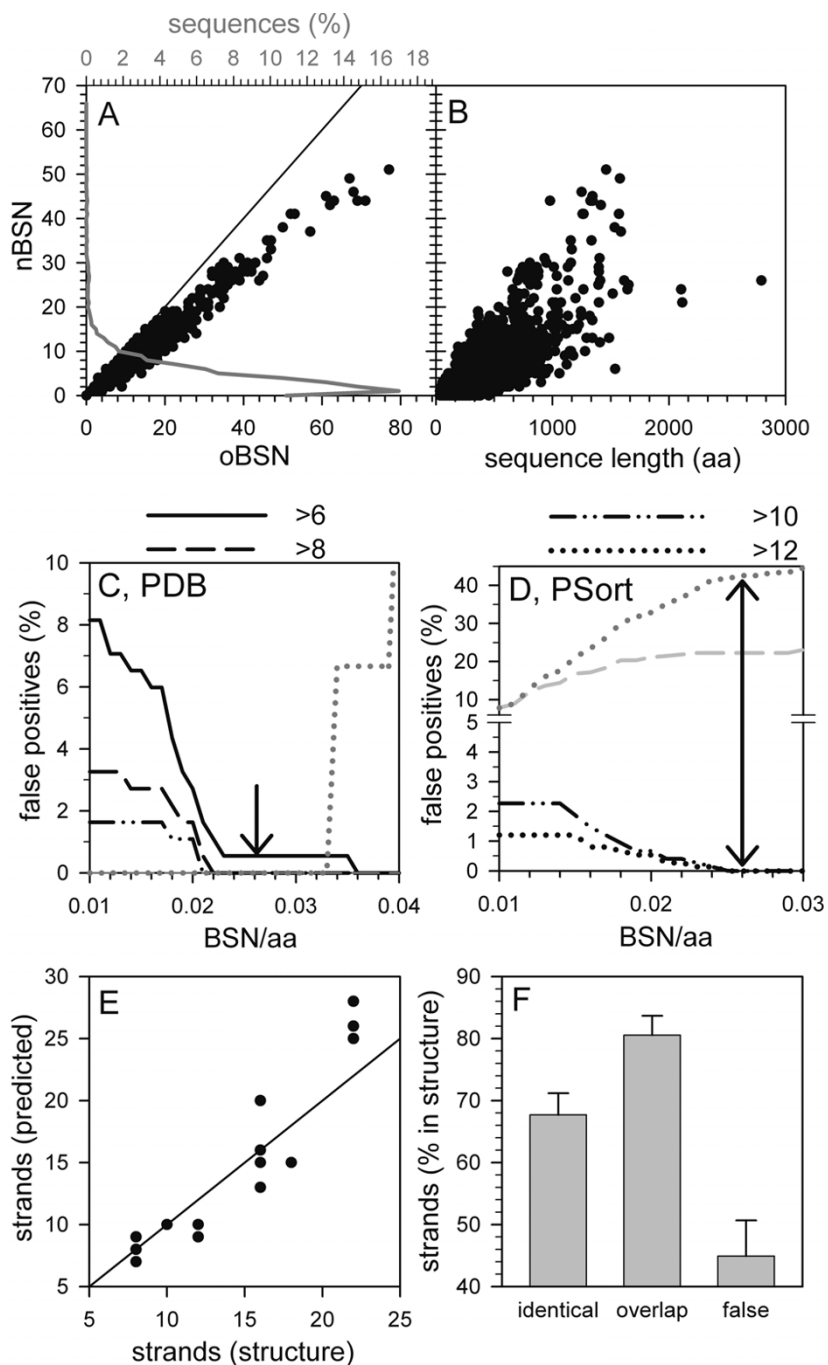 sequences (%)
0 2 4 6 8 10 12 14 16 18
A
B
70
60
50
40
30
20
10
0
nBSN
0 20 40 60 80
oBSN
0 1000 2000 3000
sequence length (aa)
>6
>8
>10
>12
C, PDB
10
8
6
4
2
0
false positives (%)
0.01 0.02 0.03 0.04
BSN/aa
D, PSort
40
30
20
10
5
4
3
2
1
0
false positives (%)
0.01 0.02 0.03
BSN/aa
E
30
25
20
15
10
5
strands (predicted)
5 10 15 20 25
strands (structure)
F
90
80
70
60
50
40
strands (% in structure)
identical overlap false